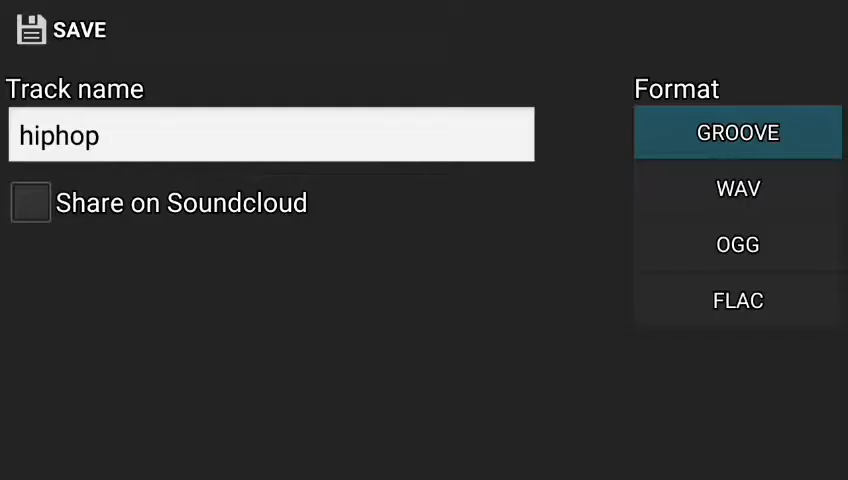 SAVE
Track name
hiphop
Share on Soundcloud
Format
GROOVE
WAV
OGG
FLAC